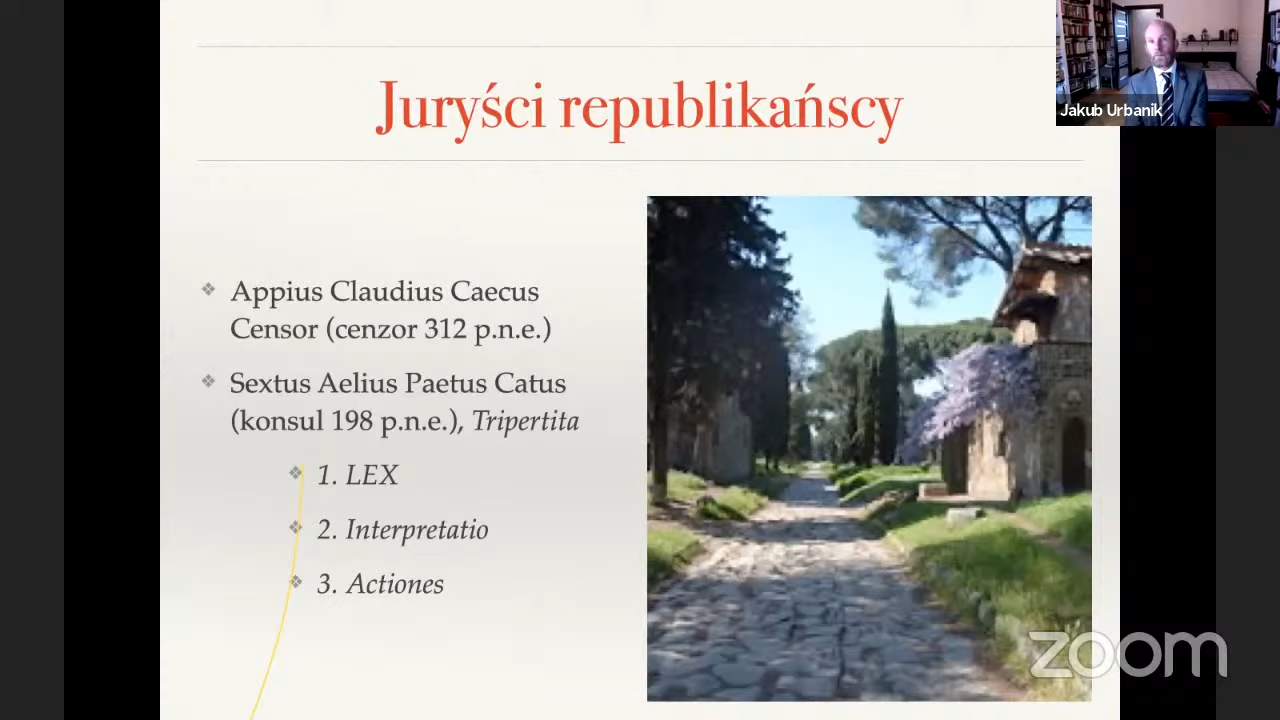 Juryści republikańscy
Jakub Urbanik
Appius Claudius Caecus
Censor (cenzor 312 p.n.e.)
Sextus Aelius Paetus Catus
(konsul 198 p.n.e.), Tripertita
1. LEX
2. Interpretatio
3. Actiones
zoom